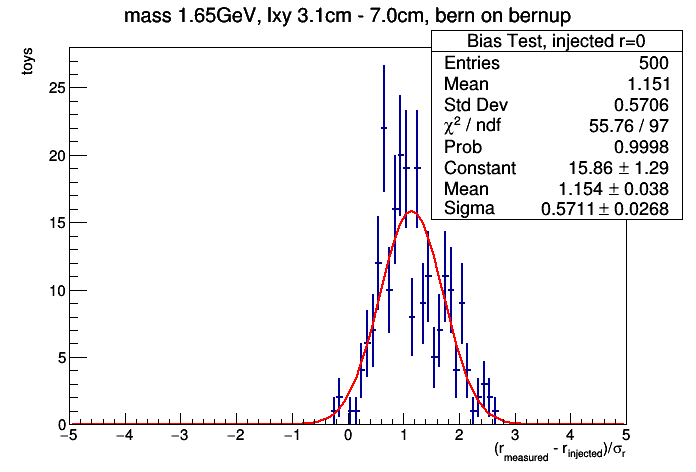 mass 1.65GeV, lxy 3.1cm - 7.0cm, bern on bernup
toys
Bias Test, injected r=0
Entries 500
Mean 1.151
Std Dev 0.5706
χ² / ndf 55.76 / 97
Prob 0.9998
Constant 15.86 ± 1.29
Mean 1.154 ± 0.038
Sigma 0.5711 ± 0.0268
25
20
15
10
5
0
−5 −4 −3 −2 −1 0 1 2 3 4 5
(r_measured - r_injected)/σ_r